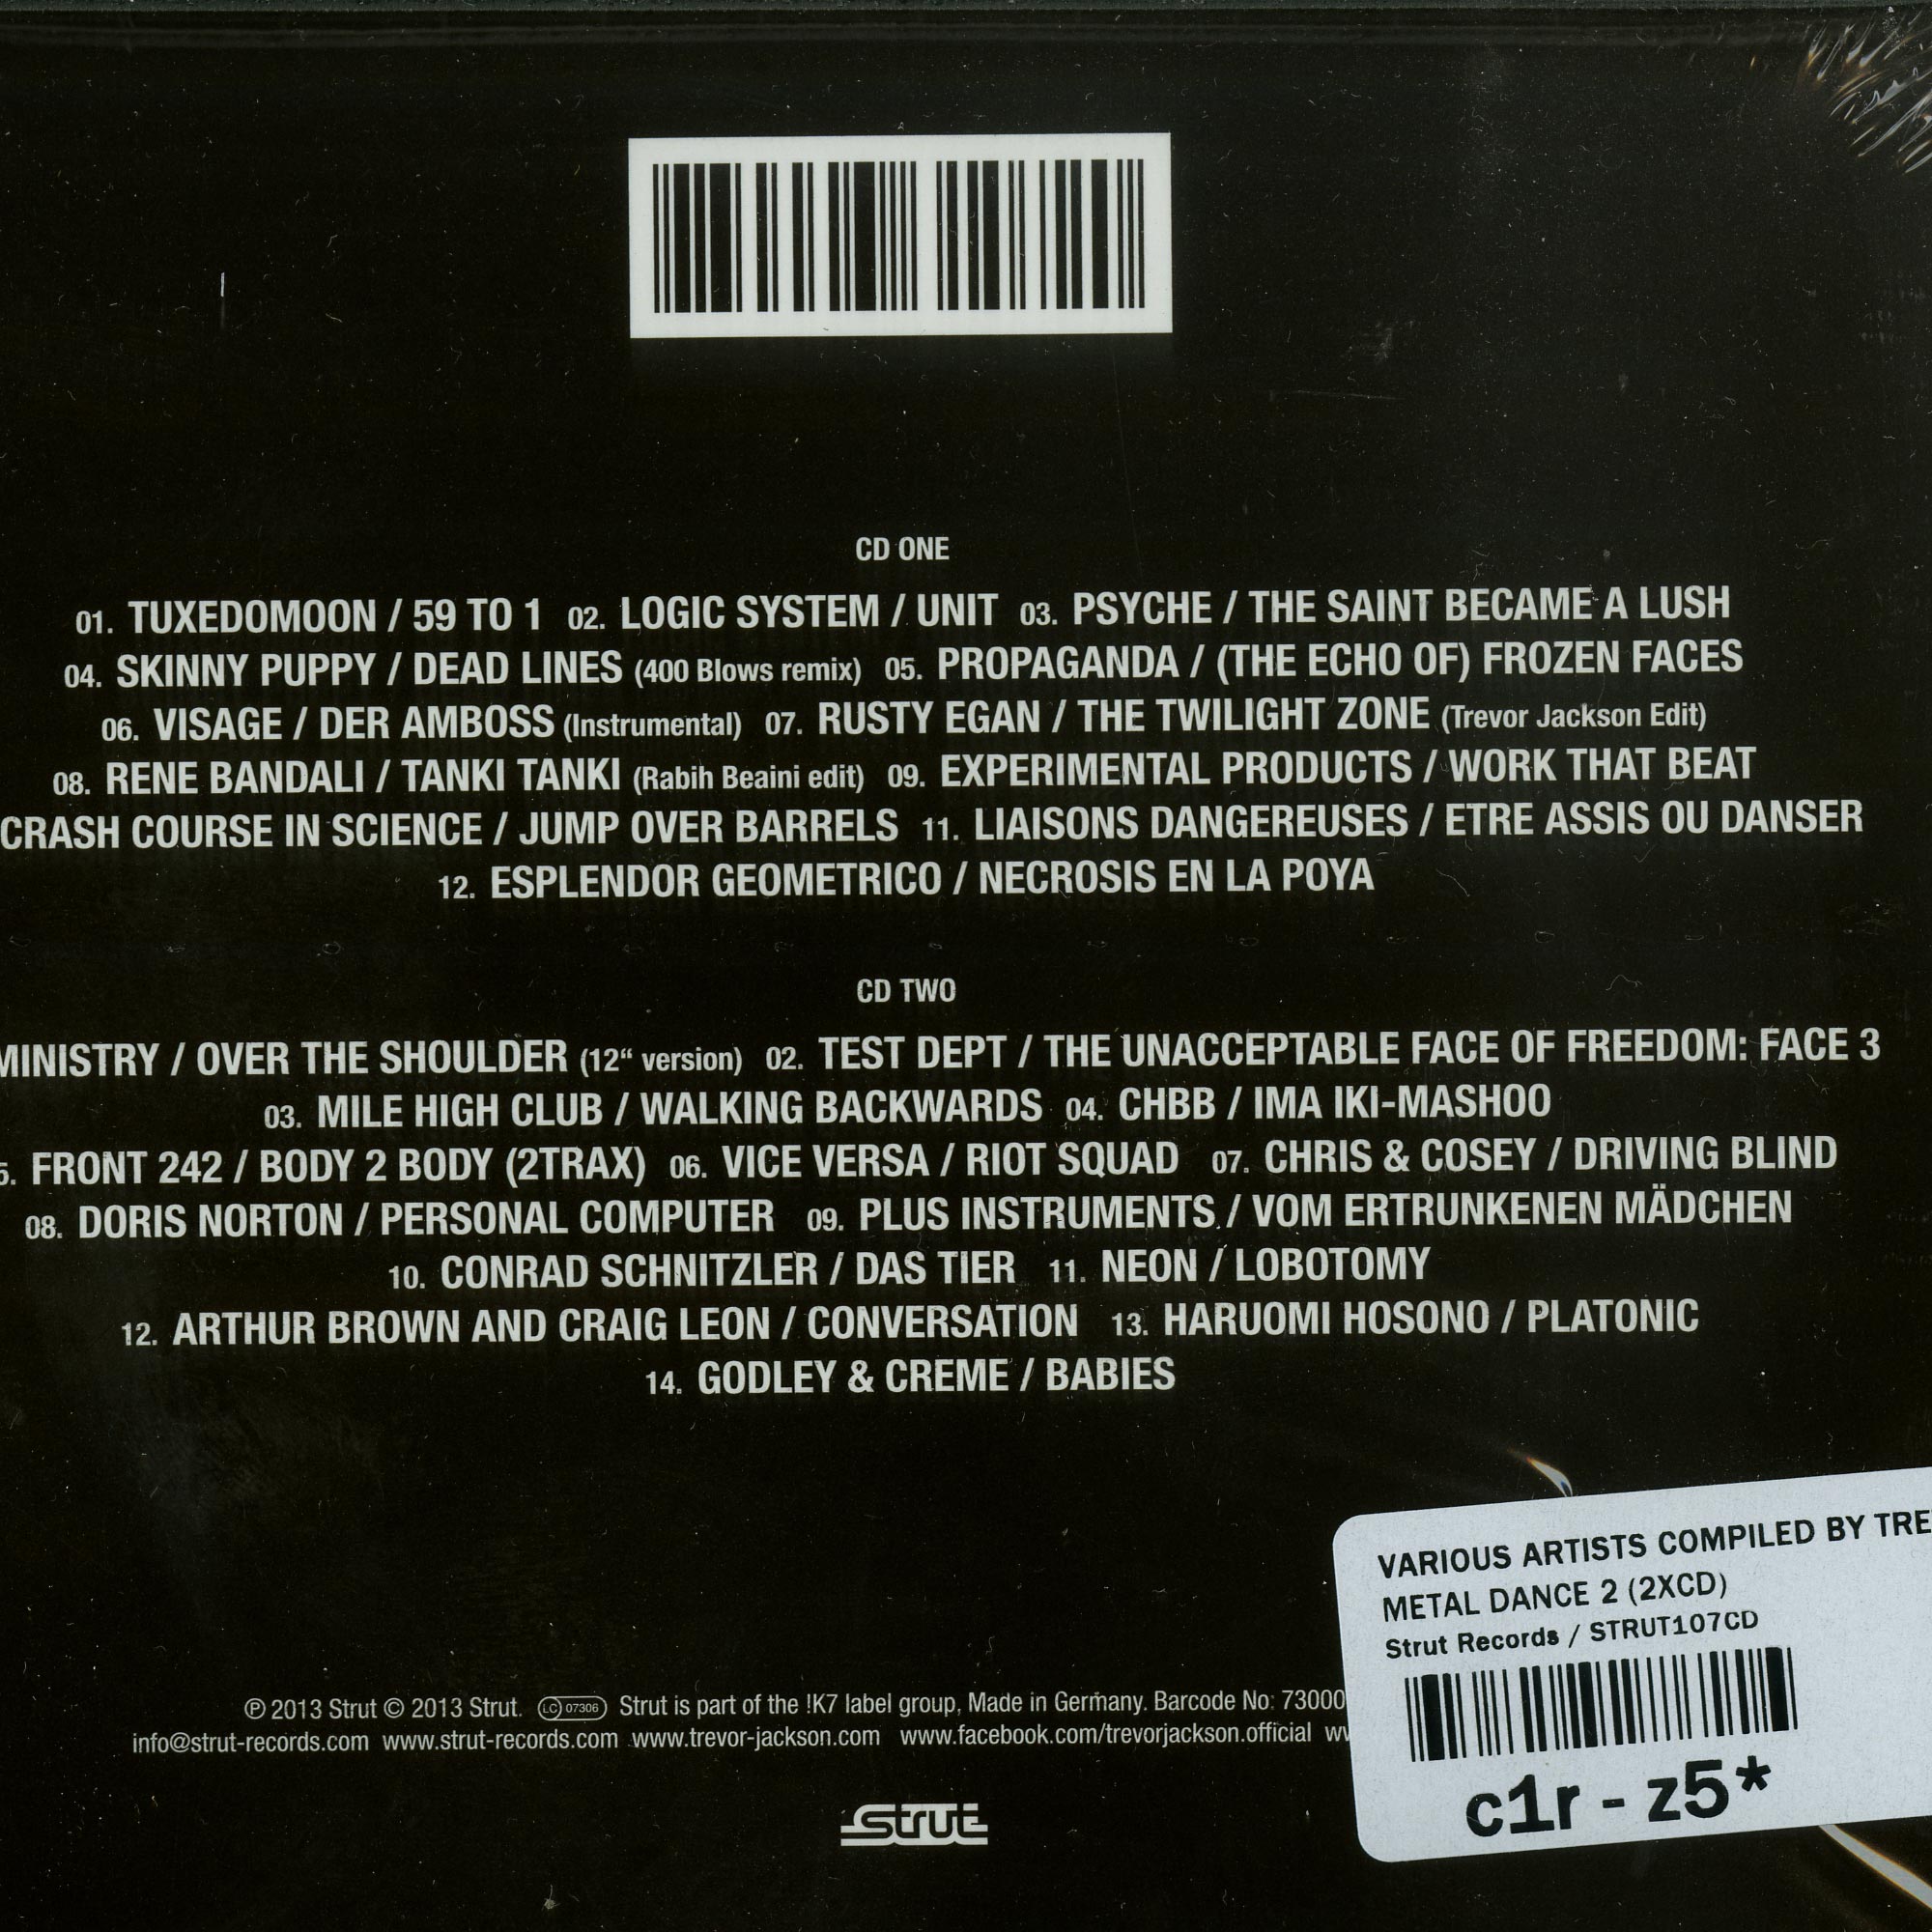 CD ONE
01. TUXEDOMOON / 59 TO 1 02. LOGIC SYSTEM / UNIT 03. PSYCHE / THE SAINT BECAME A LUSH
04. SKINNY PUPPY / DEAD LINES (400 Blows remix) 05. PROPAGANDA / (THE ECHO OF) FROZEN FACES
06. VISAGE / DER AMBOSS (Instrumental) 07. RUSTY EGAN / THE TWILIGHT ZONE (Trevor Jackson Edit)
08. RENE BANDALI / TANKI TANKI (Rabih Beaini edit) 09. EXPERIMENTAL PRODUCTS / WORK THAT BEAT
CRASH COURSE IN SCIENCE / JUMP OVER BARRELS 11. LIAISONS DANGEREUSES / ETRE ASSIS OU DANSER
12. ESPLENDOR GEOMETRICO / NECROSIS EN LA POYA
CD TWO
MINISTRY / OVER THE SHOULDER (12“ version) 02. TEST DEPT / THE UNACCEPTABLE FACE OF FREEDOM: FACE 3
03. MILE HIGH CLUB / WALKING BACKWARDS 04. CHBB / IMA IKI-MASHOO
5. FRONT 242 / BODY 2 BODY (2TRAX) 06. VICE VERSA / RIOT SQUAD 07. CHRIS & COSEY / DRIVING BLIND
08. DORIS NORTON / PERSONAL COMPUTER 09. PLUS INSTRUMENTS / VOM ERTRUNKENEN MÄDCHEN
10. CONRAD SCHNITZLER / DAS TIER 11. NEON / LOBOTOMY
12. ARTHUR BROWN AND CRAIG LEON / CONVERSATION 13. HARUOMI HOSONO / PLATONIC
14. GODLEY & CREME / BABIES
℗ 2013 Strut © 2013 Strut. LC 07306 Strut is part of the !K7 label group, Made in Germany. Barcode No: 73000
info@strut-records.com www.strut-records.com www.trevor-jackson.com www.facebook.com/trevorjackson.official
strut
VARIOUS ARTISTS COMPILED BY TRE
METAL DANCE 2 (2XCD)
Strut Records / STRUT107CD
c1r - z5*